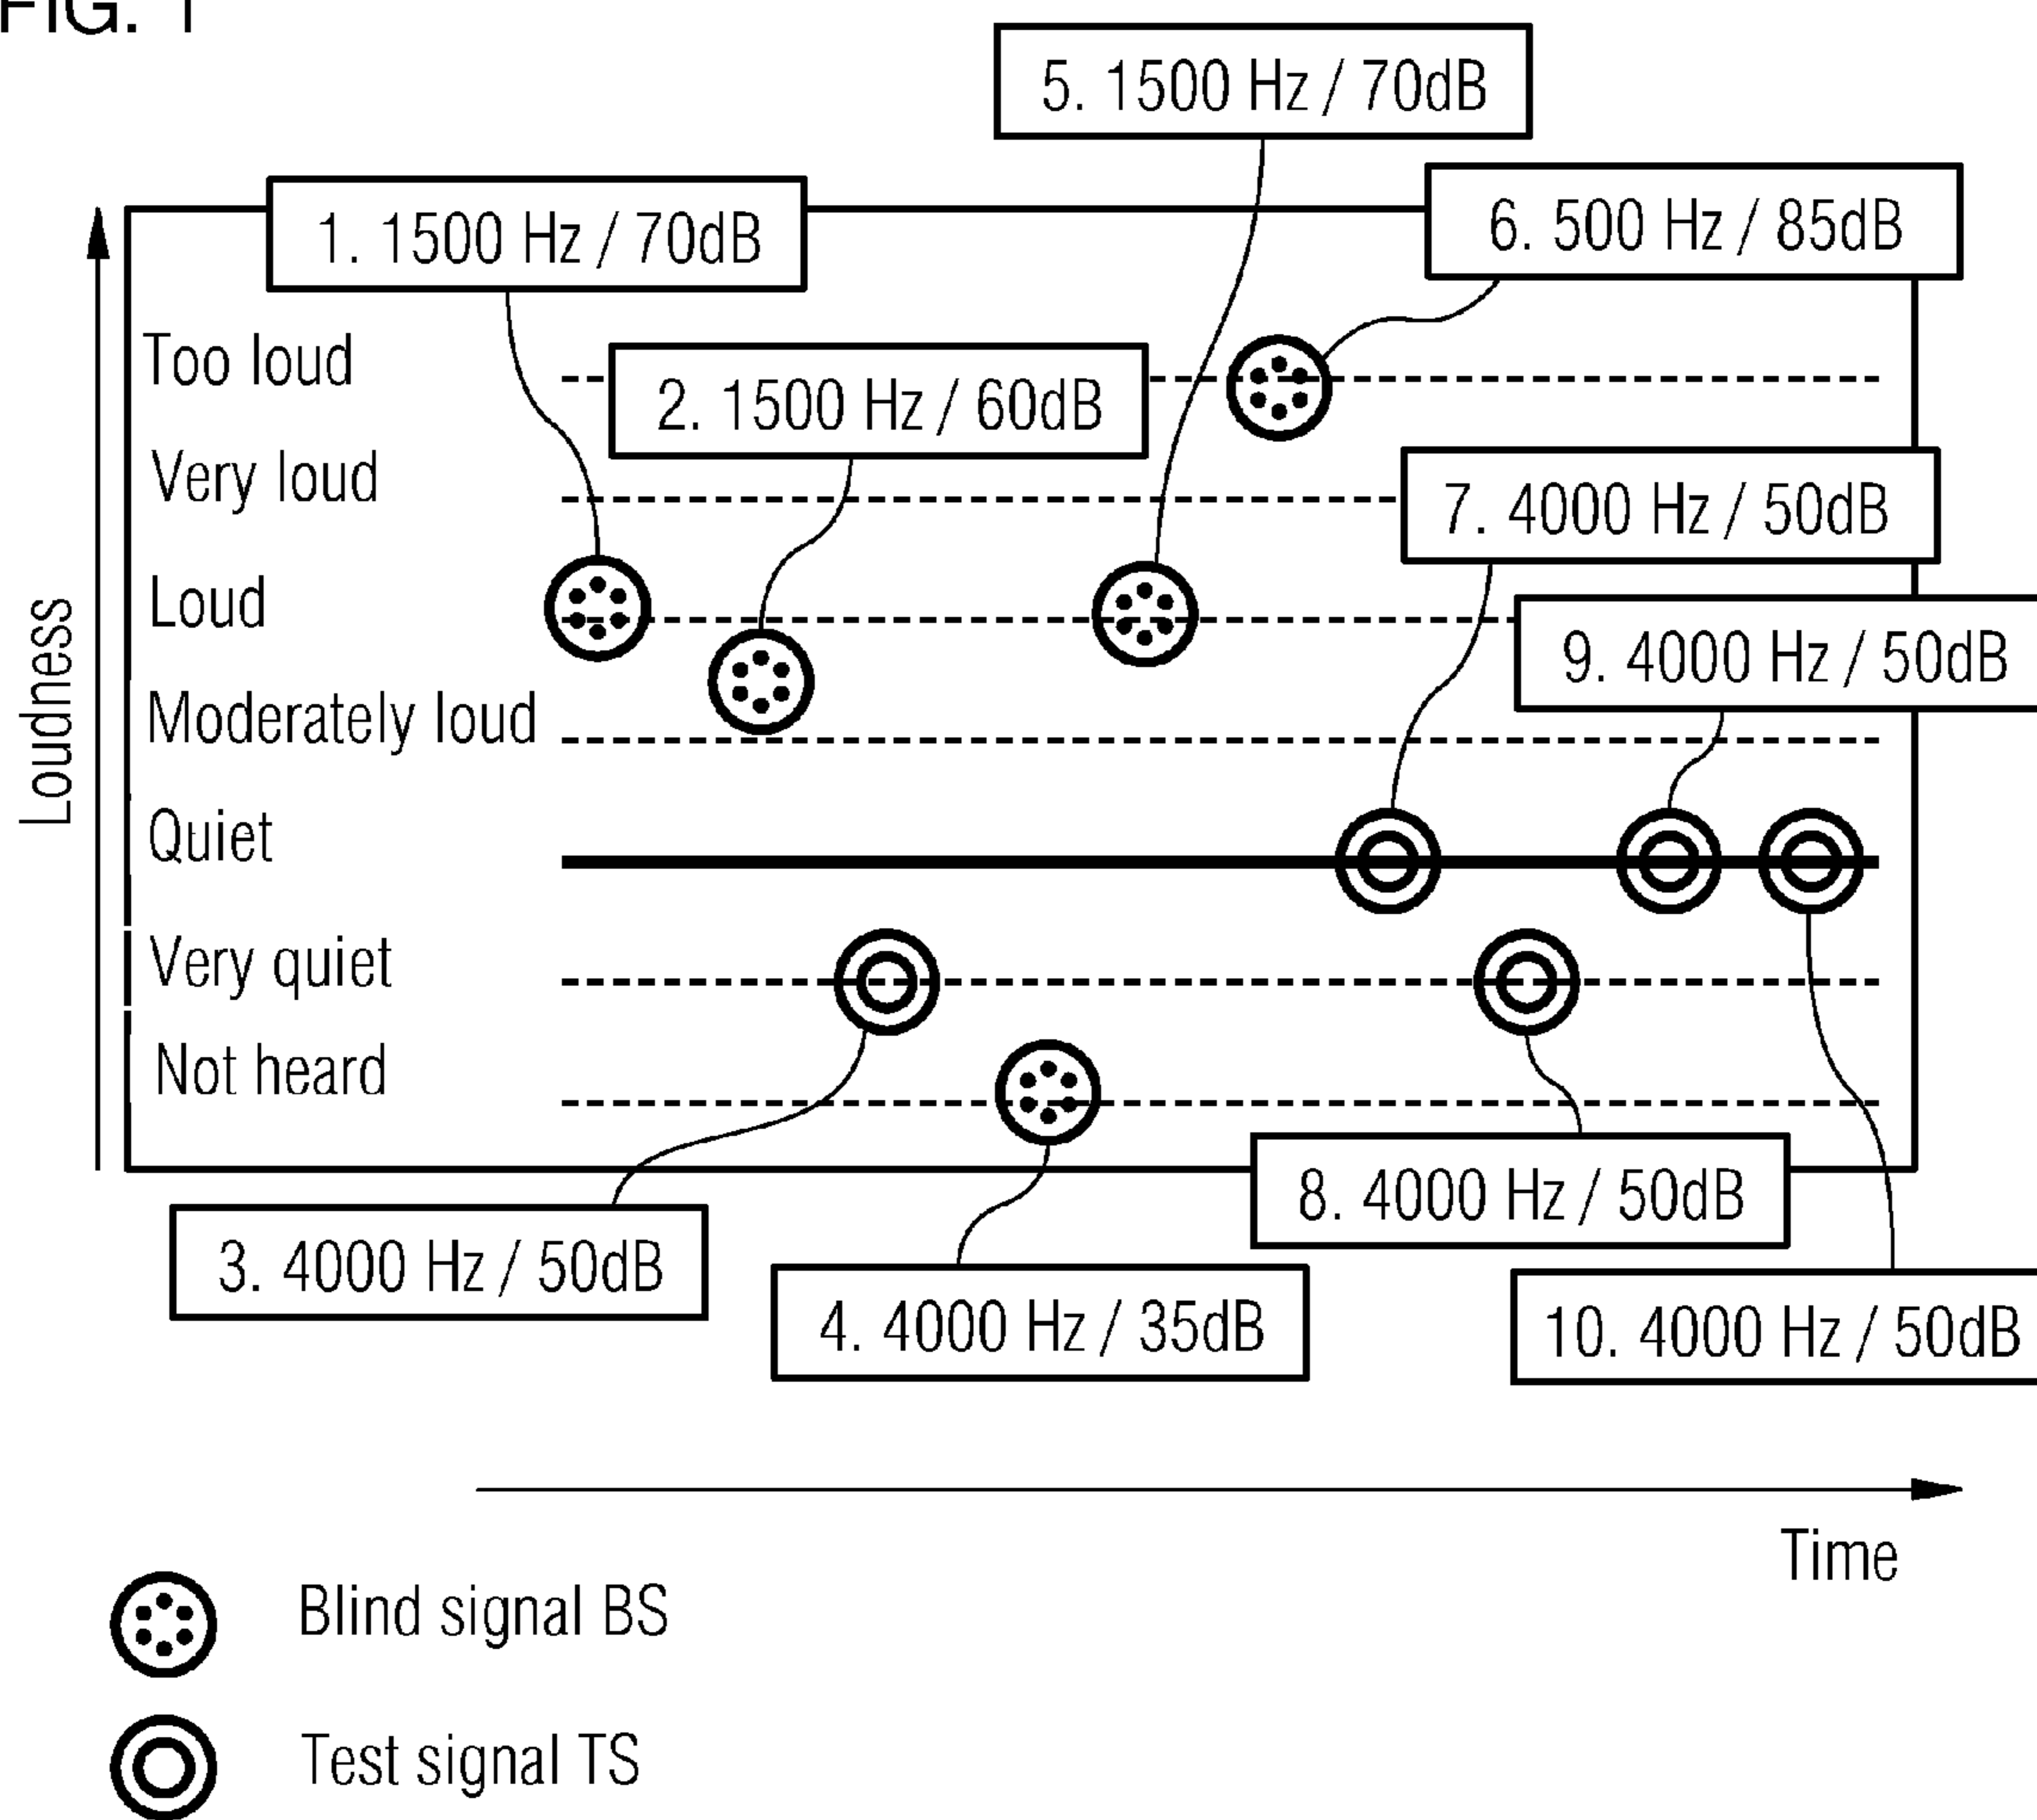 FIG. 1
5. 1500 Hz / 70dB
1. 1500 Hz / 70dB
6. 500 Hz / 85dB
Too loud
2. 1500 Hz / 60dB
Very loud
7. 4000 Hz / 50dB
Loud
9. 4000 Hz / 50dB
Moderately loud
Loudness
Quiet
Very quiet
Not heard
8. 4000 Hz / 50dB
3. 4000 Hz / 50dB
4. 4000 Hz / 35dB
10. 4000 Hz / 50dB
Time
Blind signal BS
Test signal TS